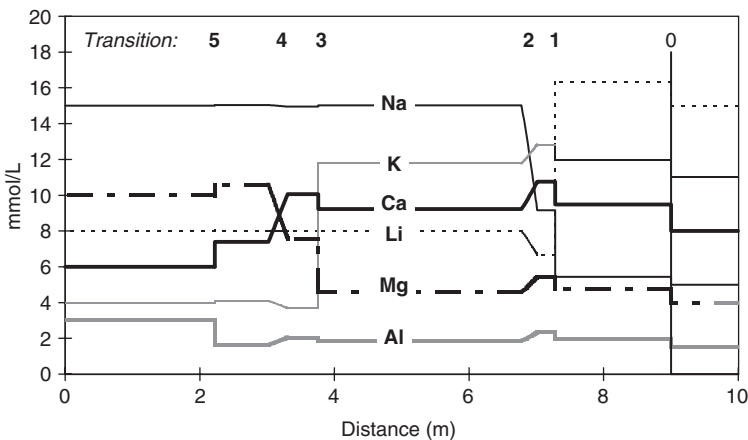 20
18
16
14
12
10
8
6
4
2
0
mmol/L
Transition: 5 4 3 2 1 0
Na
K
Ca
Li
Mg
Al
0 2 4 6 8 10
Distance (m)